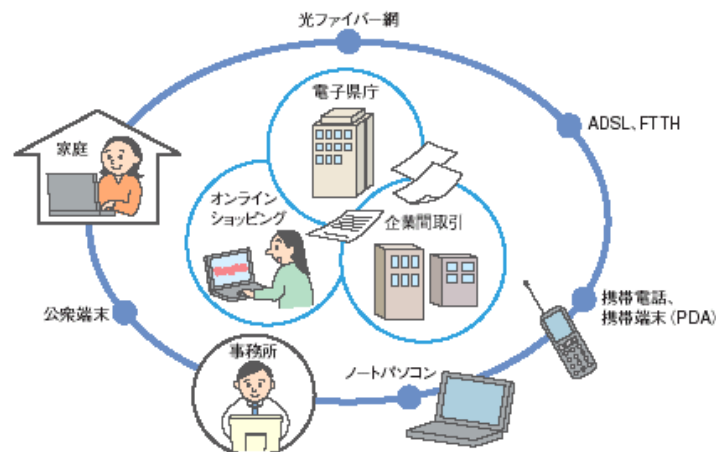 光ファイバー網
電子県庁
ADSL、FTTH
家庭
オンライン
ショッピング
企業間取引
公衆端末
携帯電話、
携帯端末(PDA)
事務所
ノートパソコン